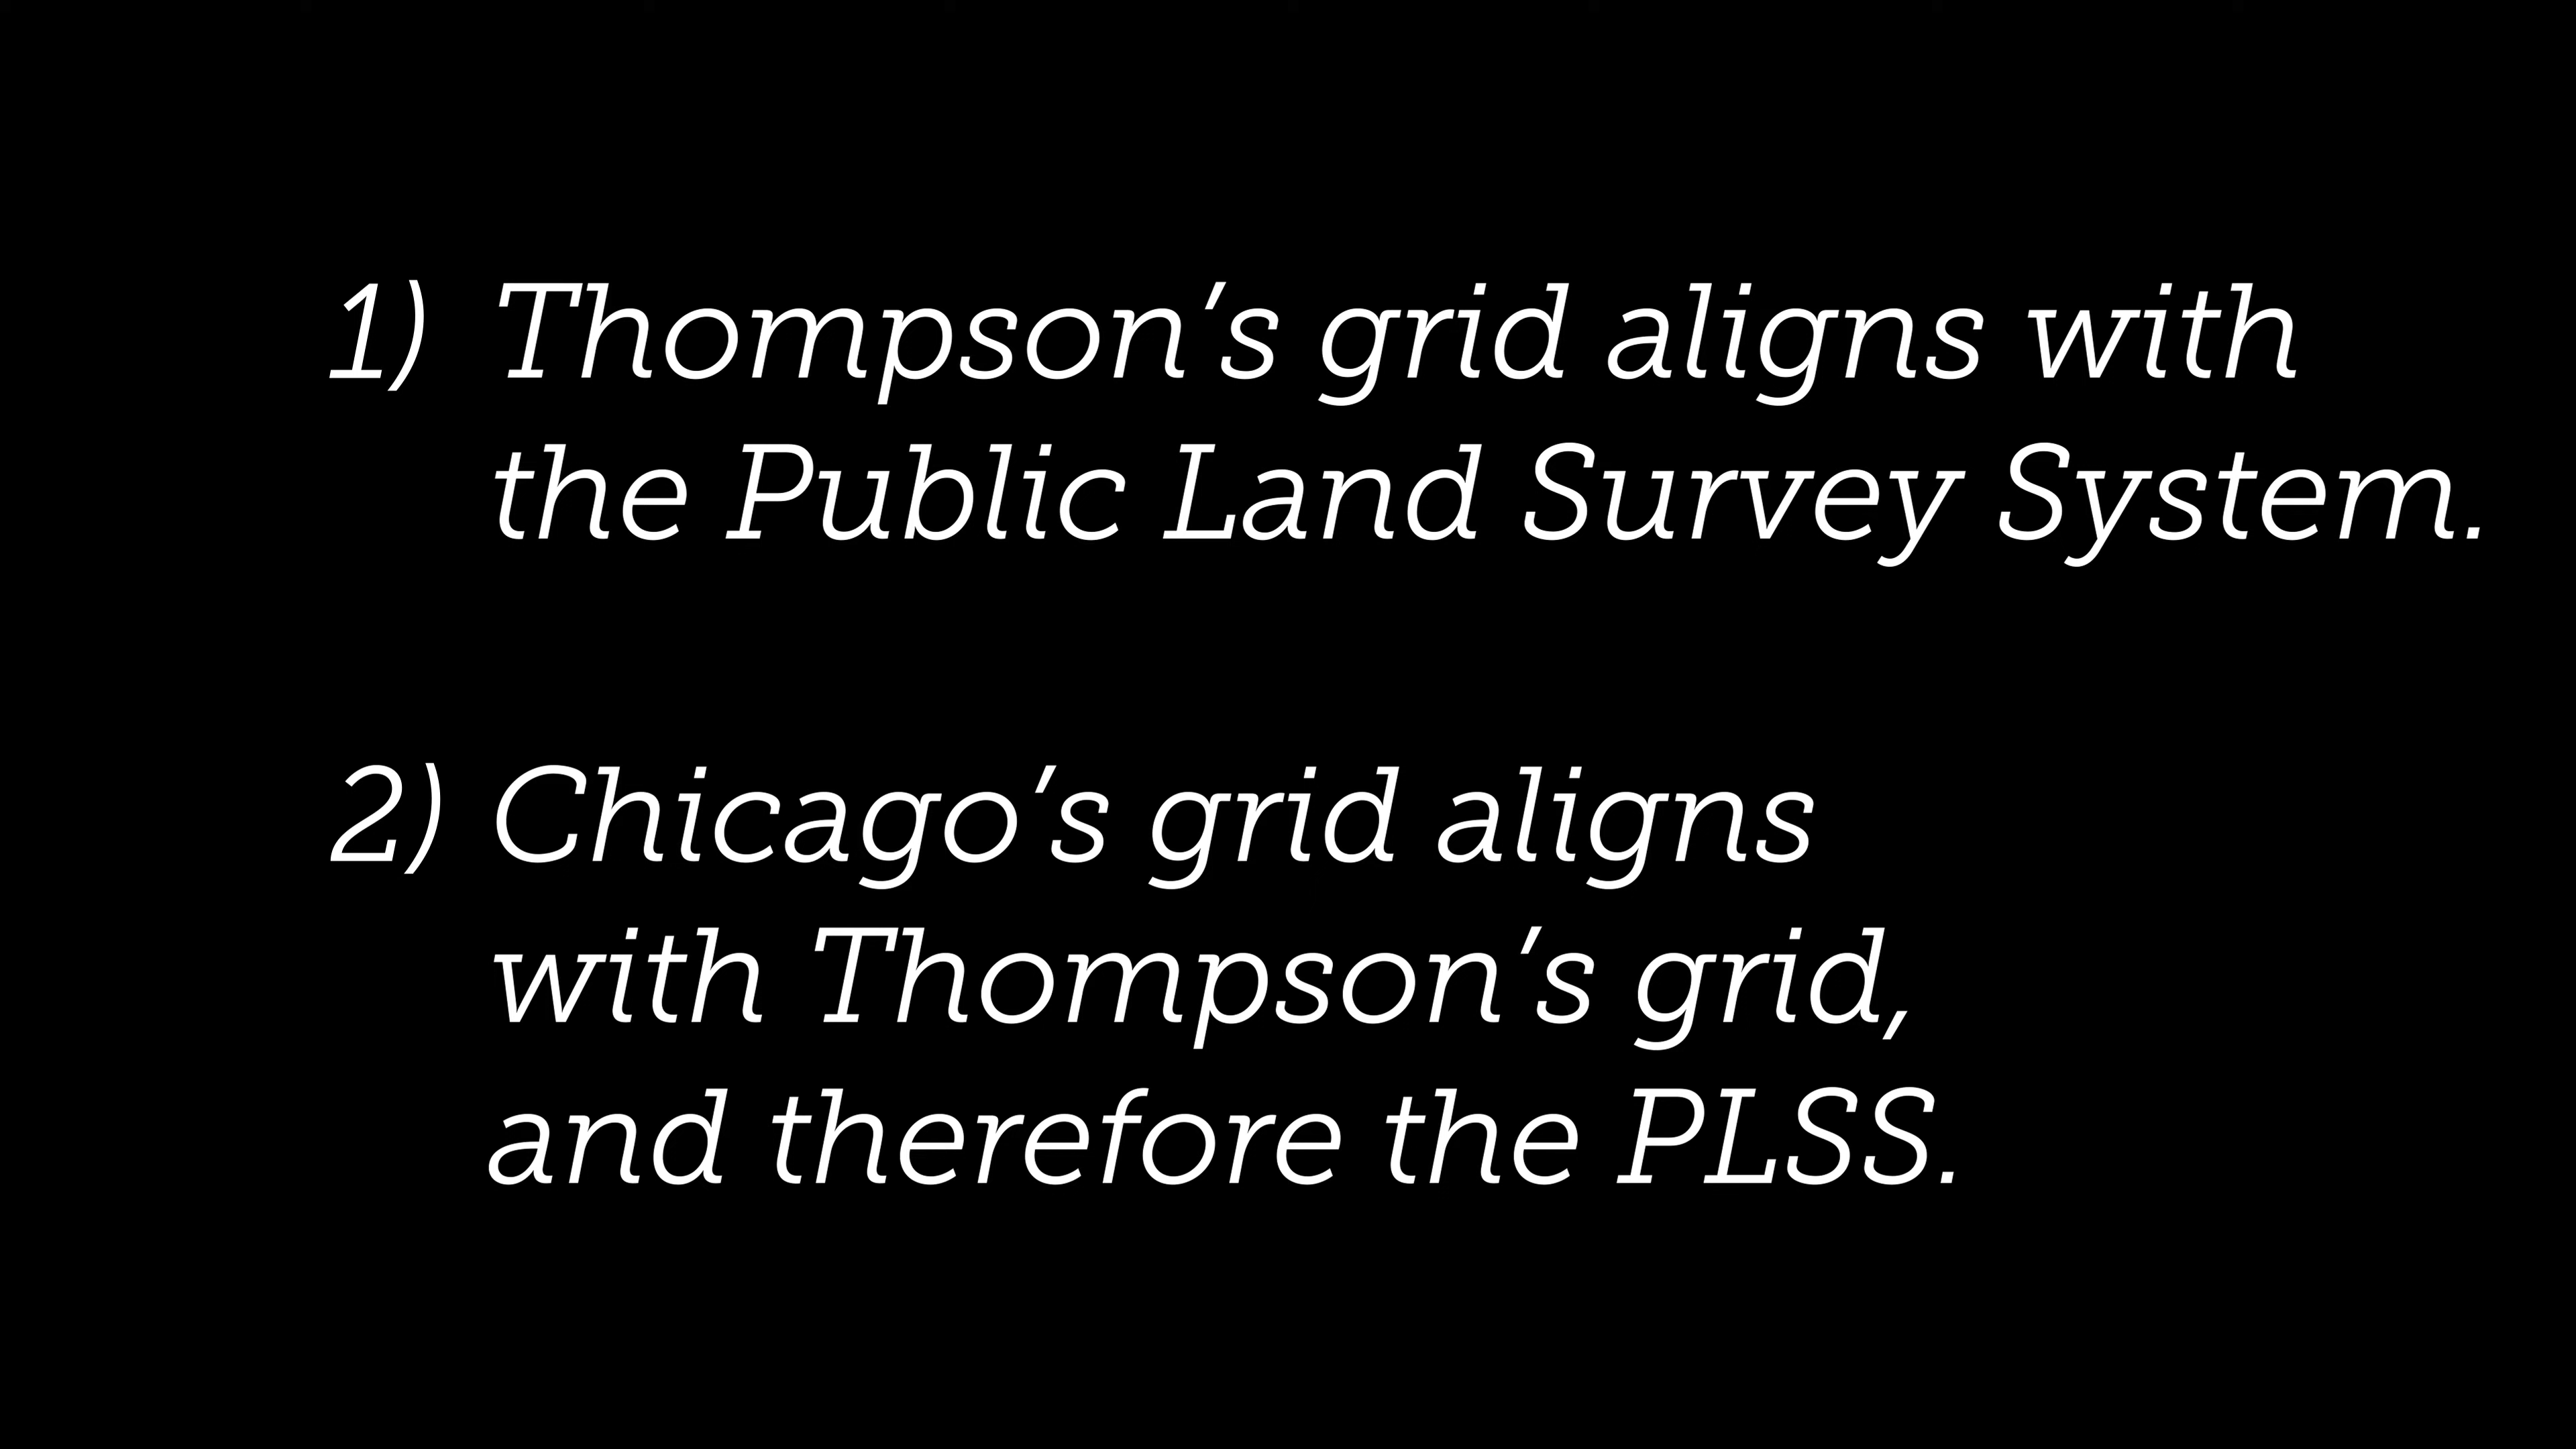 1) Thompson’s grid aligns with
the Public Land Survey System.
2) Chicago’s grid aligns
with Thompson’s grid,
and therefore the PLSS.